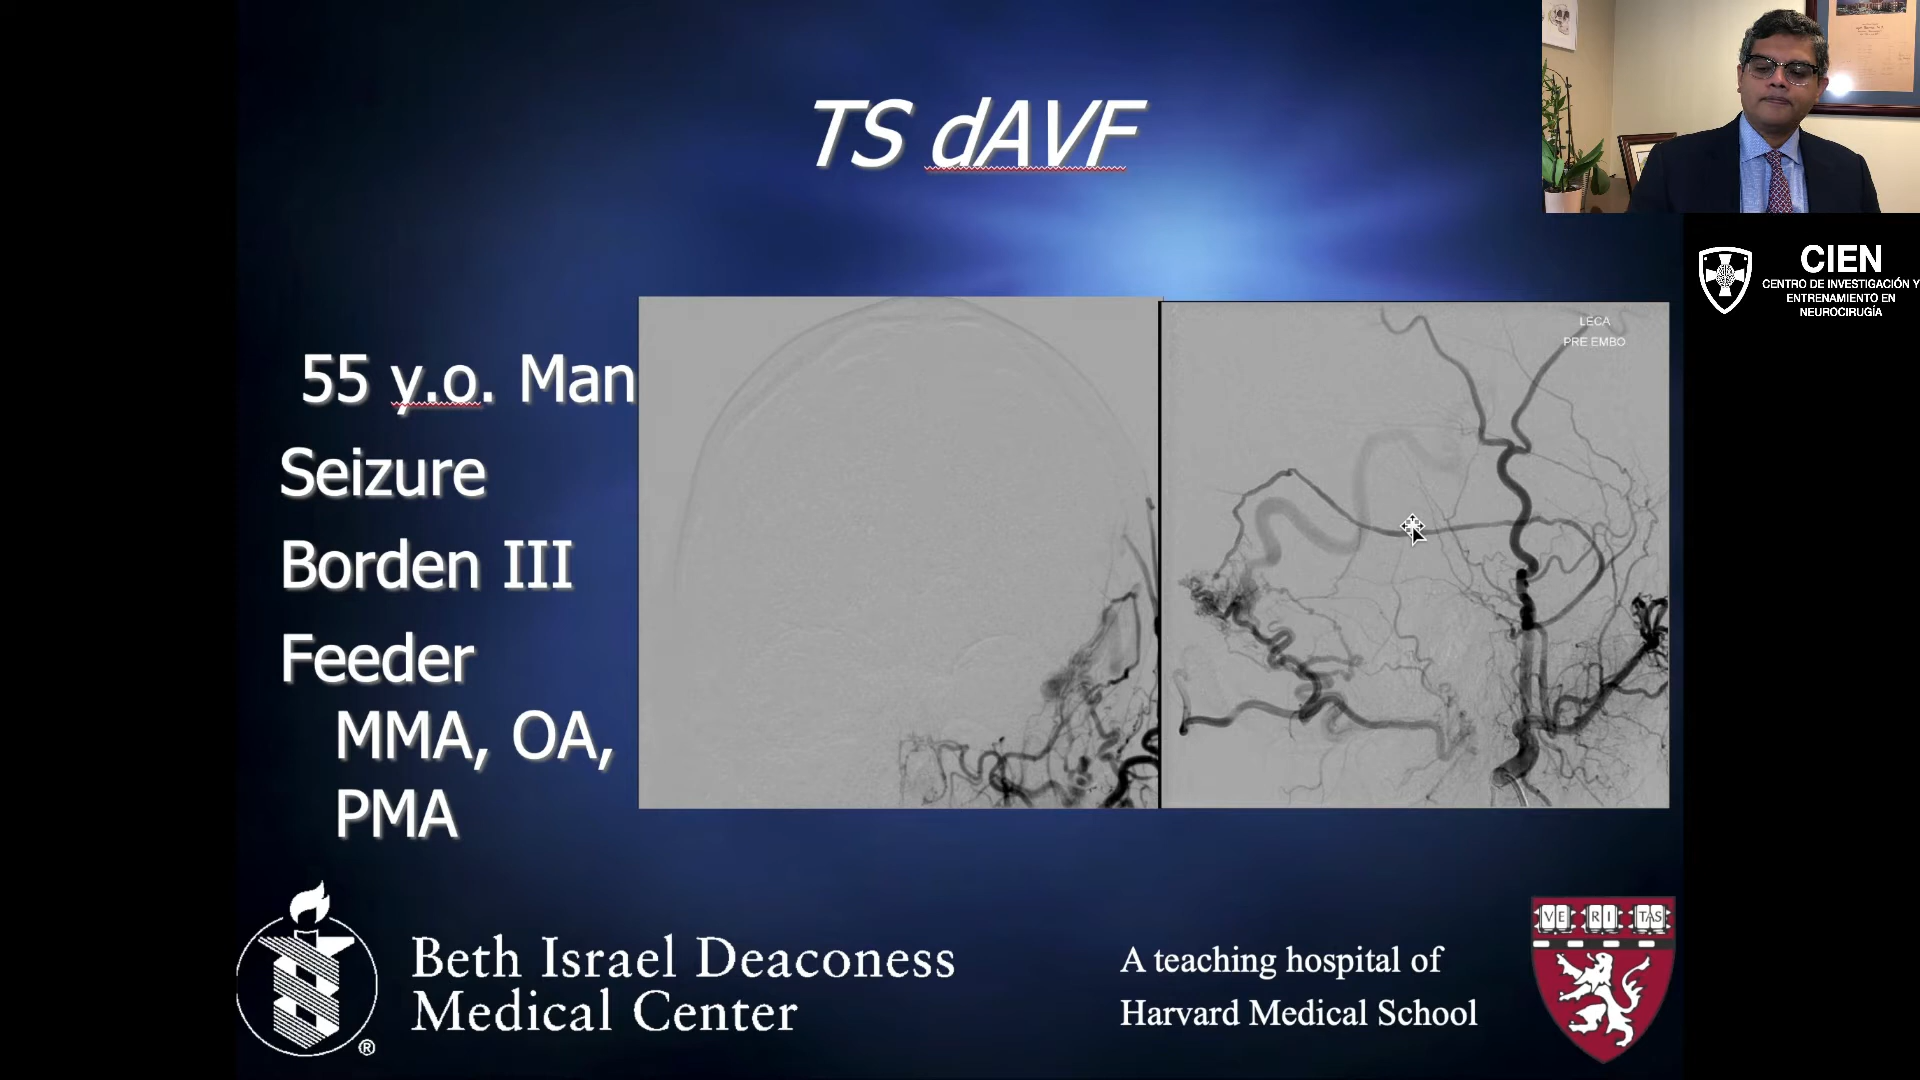 TS dAVF
55 y.o. Man
Seizure
Borden III
Feeder
MMA, OA,
PMA
LECA
PRE EMBO
CIEN
CENTRO DE INVESTIGACIÓN Y
ENTRENAMIENTO EN
NEUROCIRUGÍA
Beth Israel Deaconess
Medical Center
®
A teaching hospital of
Harvard Medical School
VE RI TAS